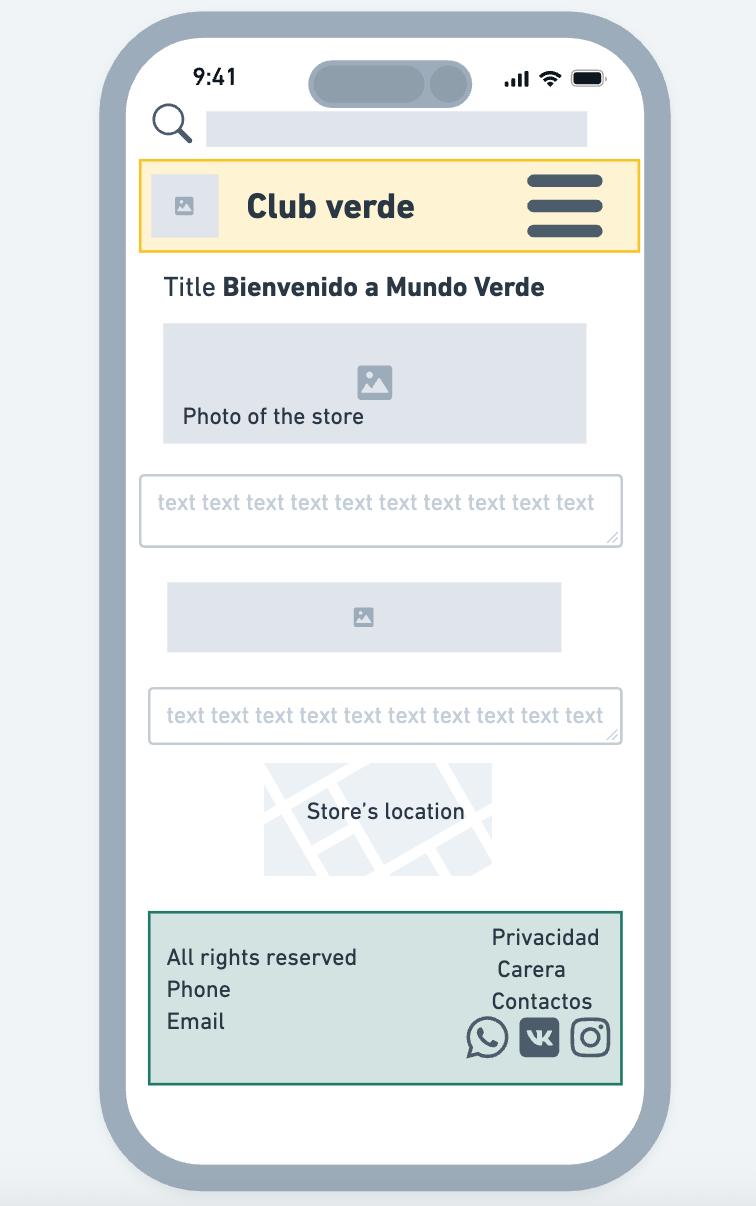 9:41
Club verde
Title Bienvenido a Mundo Verde
Photo of the store
text text text text text text text text text text
text text text text text text text text text text
Store's location
All rights reserved
Phone
Email
Privacidad
Carera
Contactos